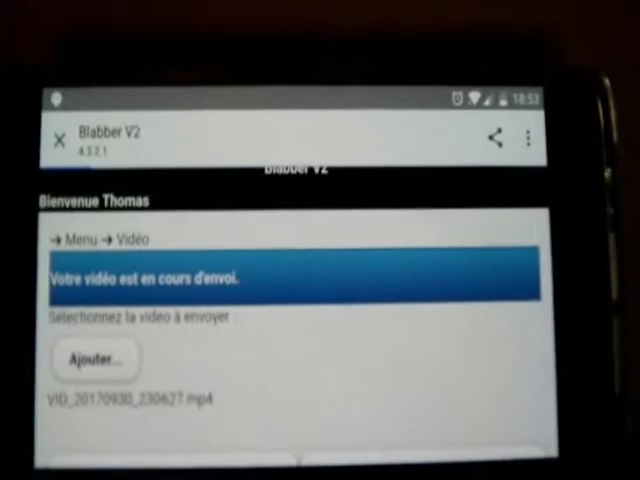 18:53
Blabber V2
4.3.2.1
Blabber V2
Bienvenue Thomas
→ Menu → Vidéo
Votre vidéo est en cours d'envoi.
Sélectionnez la video à envoyer
Ajouter...
VID_20170930_230627.mp4